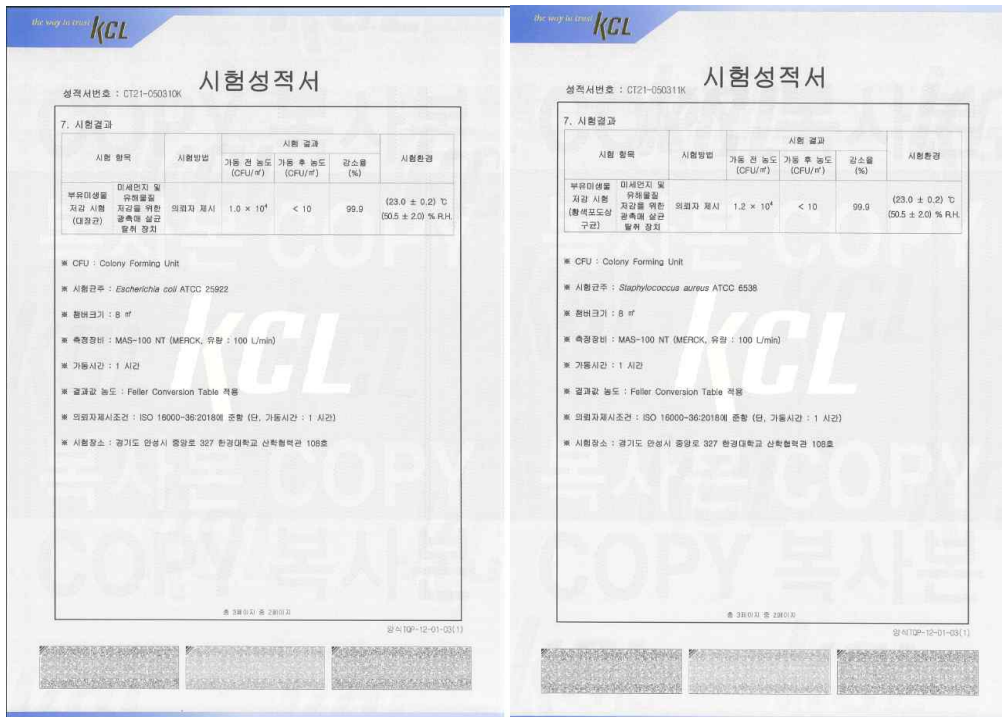 the way to trust KCL
시험성적서
성적서번호 : CT21-050310K
7. 시험결과
시험 항목 시험방법 시험 결과 시험환경
가동 전 농도 (CFU/㎥) 가동 후 농도 (CFU/㎥) 감소율 (%)
부유미생물 저감 시험 (대장균) 미세먼지 및 유해물질 저감을 위한 광촉매 살균 탈취 장치 의뢰자 제시 1.0 × 10⁴ < 10 99.9 (23.0 ± 0.2) ℃ (50.5 ± 2.0) % R.H.
※ CFU : Colony Forming Unit
※ 시험균주 : Escherichia coli ATCC 25922
※ 챔버크기 : 8 ㎥
※ 측정장비 : MAS-100 NT (MERCK, 유량 : 100 L/min)
※ 가동시간 : 1 시간
※ 결과값 농도 : Feller Conversion Table 적용
※ 의뢰자제시조건 : ISO 16000-36:2018에 준함 (단, 가동시간 : 1 시간)
※ 시험장소 : 경기도 안성시 중앙로 327 한경대학교 산학협력관 108호
KCL
복사본 COPY
COPY 복사본
총 3페이지 중 2페이지
양식TQP-12-01-03(1)
the way to trust KCL
시험성적서
성적서번호 : CT21-050311K
7. 시험결과
시험 항목 시험방법 시험 결과 시험환경
가동 전 농도 (CFU/㎥) 가동 후 농도 (CFU/㎥) 감소율 (%)
부유미생물 저감 시험 (황색포도상구균) 미세먼지 및 유해물질 저감을 위한 광촉매 살균 탈취 장치 의뢰자 제시 1.2 × 10⁴ < 10 99.9 (23.0 ± 0.2) ℃ (50.5 ± 2.0) % R.H.
※ CFU : Colony Forming Unit
※ 시험균주 : Staphylococcus aureus ATCC 6538
※ 챔버크기 : 8 ㎥
※ 측정장비 : MAS-100 NT (MERCK, 유량 : 100 L/min)
※ 가동시간 : 1 시간
※ 결과값 농도 : Feller Conversion Table 적용
※ 의뢰자제시조건 : ISO 16000-36:2018에 준함 (단, 가동시간 : 1 시간)
※ 시험장소 : 경기도 안성시 중앙로 327 한경대학교 산학협력관 108호
KCL
복사본 COPY
COPY 복사본
총 3페이지 중 2페이지
양식TQP-12-01-03(1)